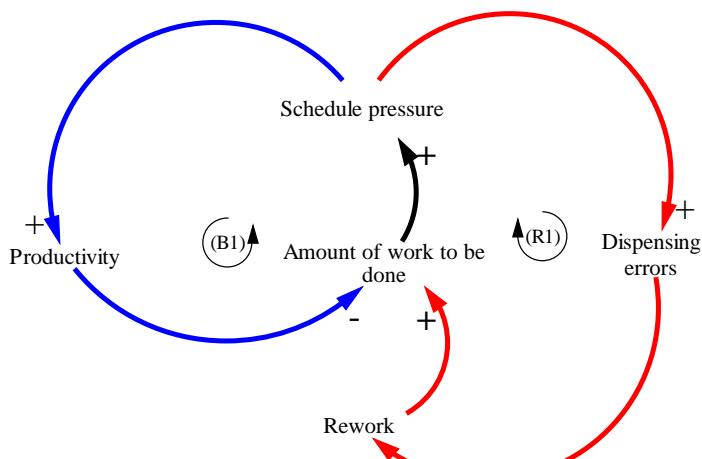 Schedule pressure
+
+
+
(B1)
(R1)
Productivity
Amount of work to be
done
Dispensing
errors
-
+
Rework